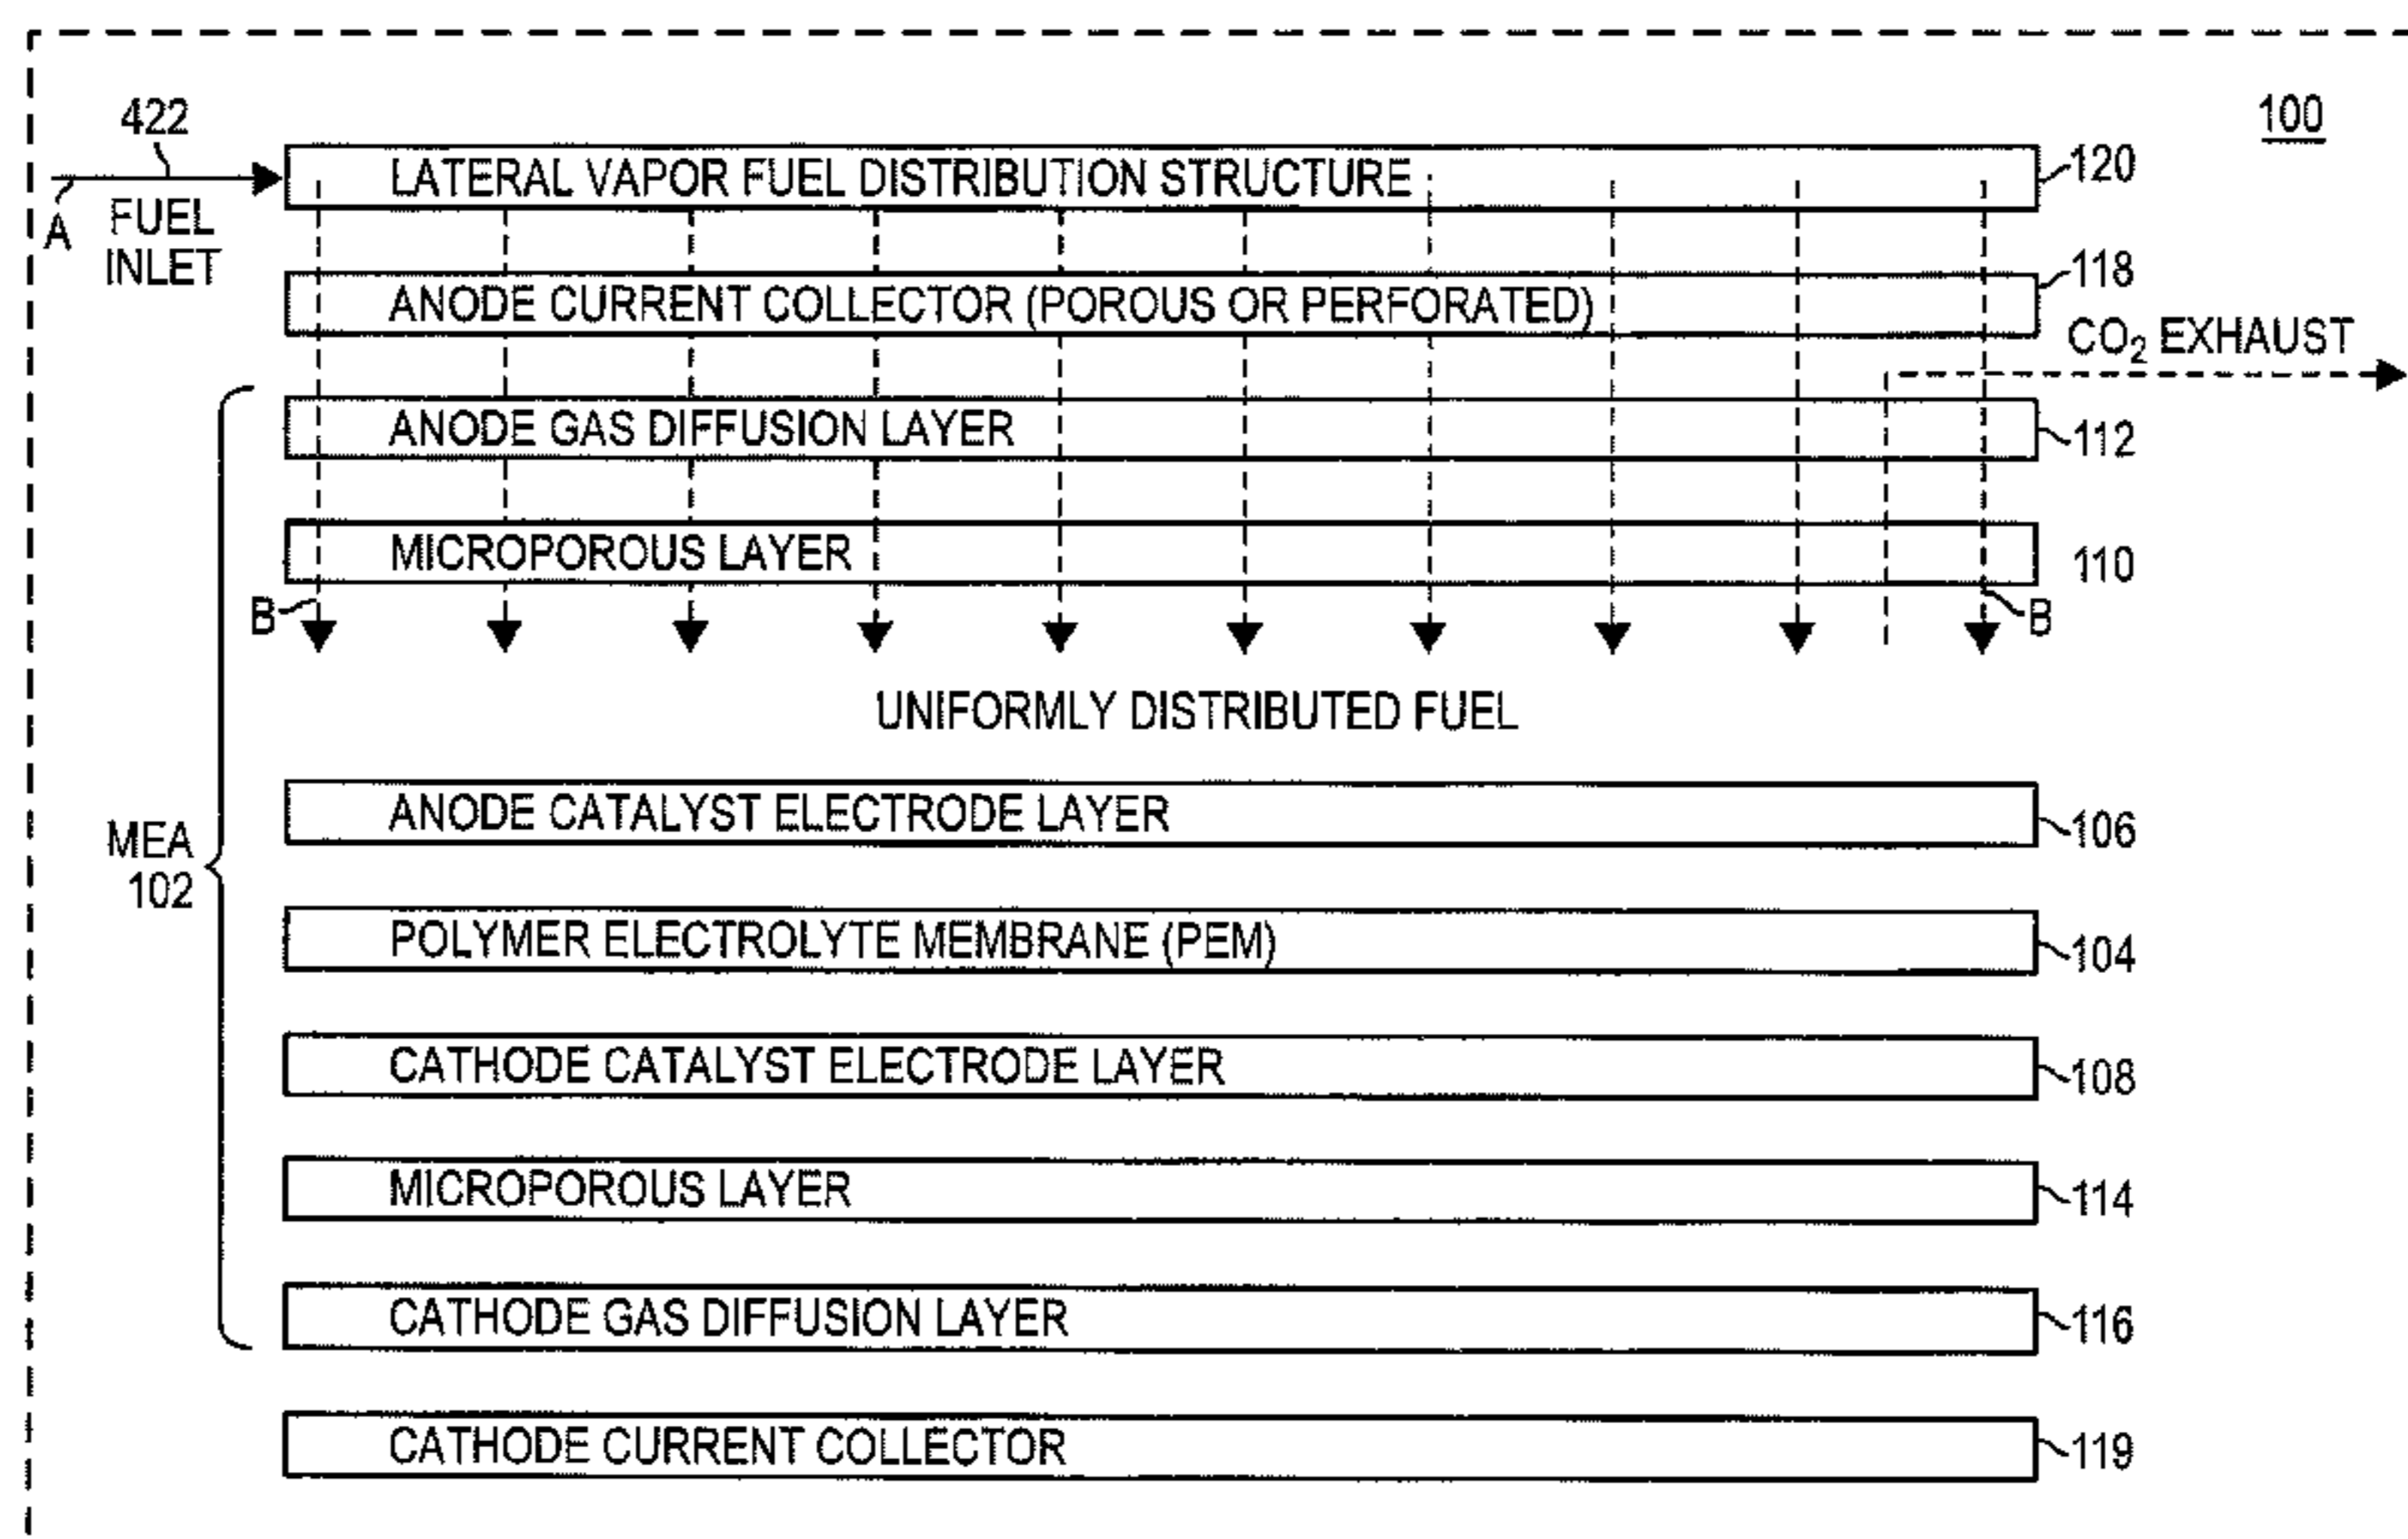 100
422
A
FUEL
INLET
LATERAL VAPOR FUEL DISTRIBUTION STRUCTURE
120
ANODE CURRENT COLLECTOR (POROUS OR PERFORATED)
118
CO₂ EXHAUST
ANODE GAS DIFFUSION LAYER
112
MICROPOROUS LAYER
110
B
B
UNIFORMLY DISTRIBUTED FUEL
MEA
102
ANODE CATALYST ELECTRODE LAYER
106
POLYMER ELECTROLYTE MEMBRANE (PEM)
104
CATHODE CATALYST ELECTRODE LAYER
108
MICROPOROUS LAYER
114
CATHODE GAS DIFFUSION LAYER
116
CATHODE CURRENT COLLECTOR
119